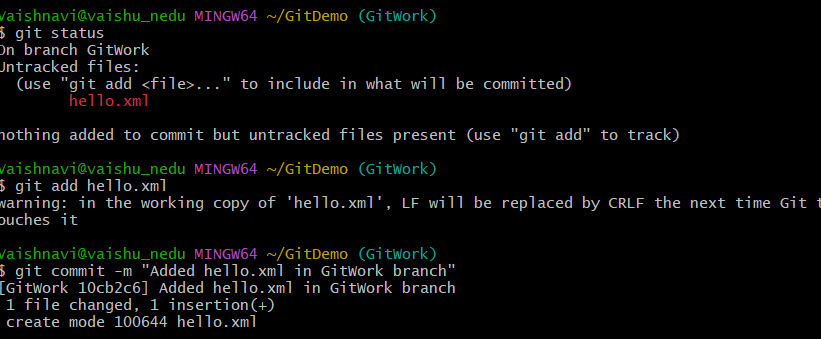 Vaishnavi@vaishu_nedu MINGW64 ~/GitDemo (GitWork)
$ git status
On branch GitWork
Untracked files:
  (use "git add <file>..." to include in what will be committed)
        hello.xml

nothing added to commit but untracked files present (use "git add" to track)

Vaishnavi@vaishu_nedu MINGW64 ~/GitDemo (GitWork)
$ git add hello.xml
warning: in the working copy of 'hello.xml', LF will be replaced by CRLF the next time Git t
ouches it

Vaishnavi@vaishu_nedu MINGW64 ~/GitDemo (GitWork)
$ git commit -m "Added hello.xml in GitWork branch"
[GitWork 10cb2c6] Added hello.xml in GitWork branch
 1 file changed, 1 insertion(+)
 create mode 100644 hello.xml